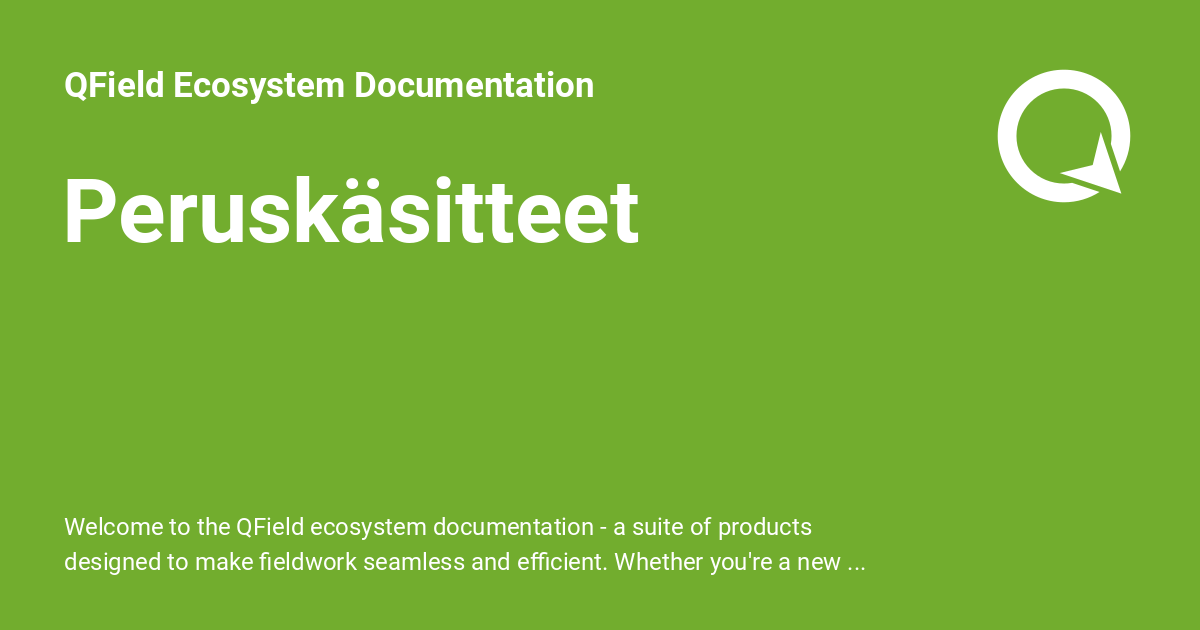 QField Ecosystem Documentation
Peruskäsitteet
Welcome to the QField ecosystem documentation - a suite of products
designed to make fieldwork seamless and efficient. Whether you're a new ...